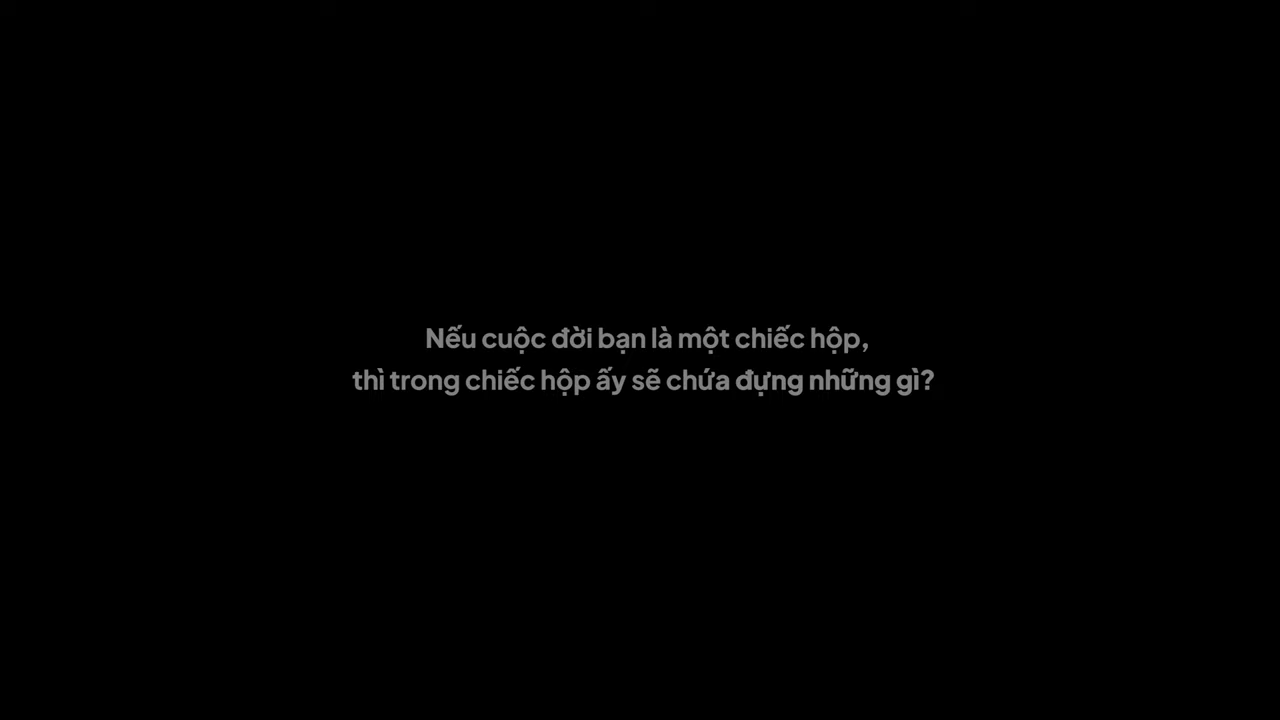 Nếu cuộc đời bạn là một chiếc hộp,
thì trong chiếc hộp ấy sẽ chứa đựng những gì?